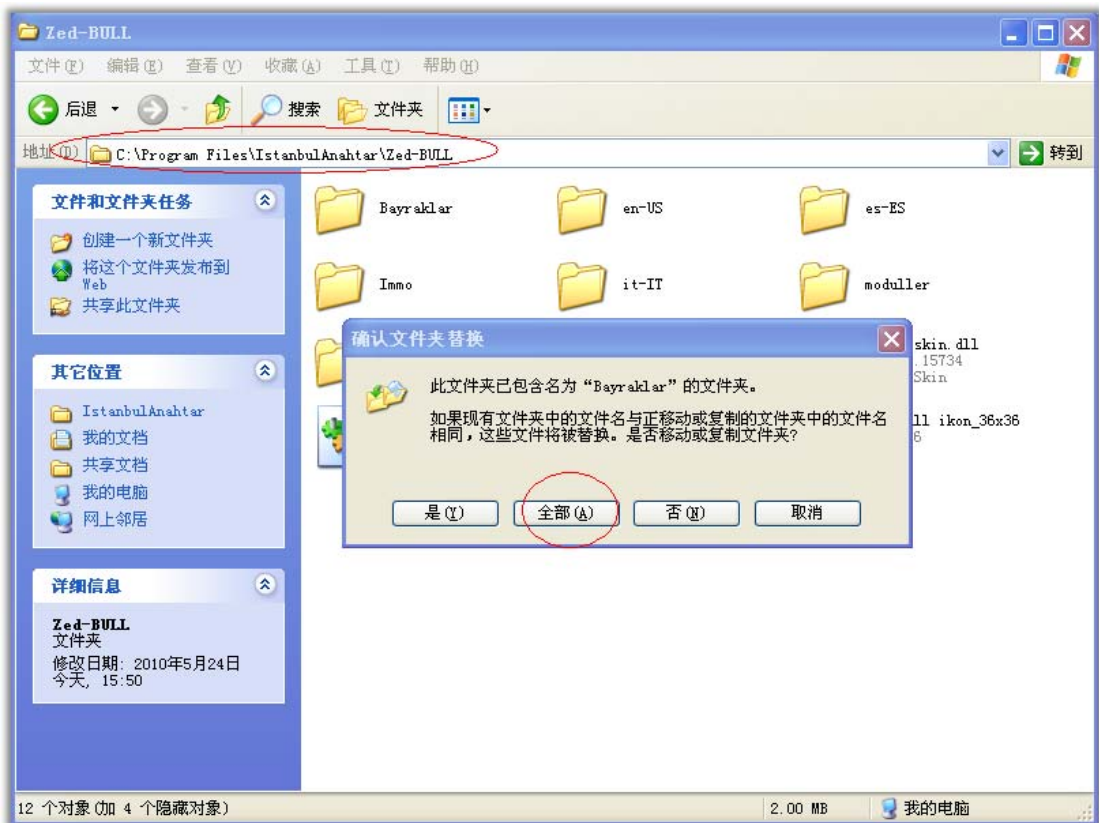 Zed-BULL
文件(F) 编辑(E) 查看(V) 收藏(A) 工具(T) 帮助(H)
后退 搜索 文件夹
地址(D) C:\Program Files\IstanbulAnahtar\Zed-BULL 转到
文件和文件夹任务
创建一个新文件夹
将这个文件夹发布到
Web
共享此文件夹
其它位置
IstanbulAnahtar
我的文档
共享文档
我的电脑
网上邻居
详细信息
Zed-BULL
文件夹
修改日期: 2010年5月24日
今天, 15:50
Bayraklar en-US es-ES
Immo it-IT moduller
skin.dll
.15734
Skin
ll ikon_36x36
6
确认文件夹替换
此文件夹已包含名为“Bayraklar”的文件夹。
如果现有文件夹中的文件名与正移动或复制的文件夹中的文件名
相同，这些文件将被替换。是否移动或复制文件夹?
是(Y) 全部(A) 否(N) 取消
12 个对象(加 4 个隐藏对象) 2.00 MB 我的电脑